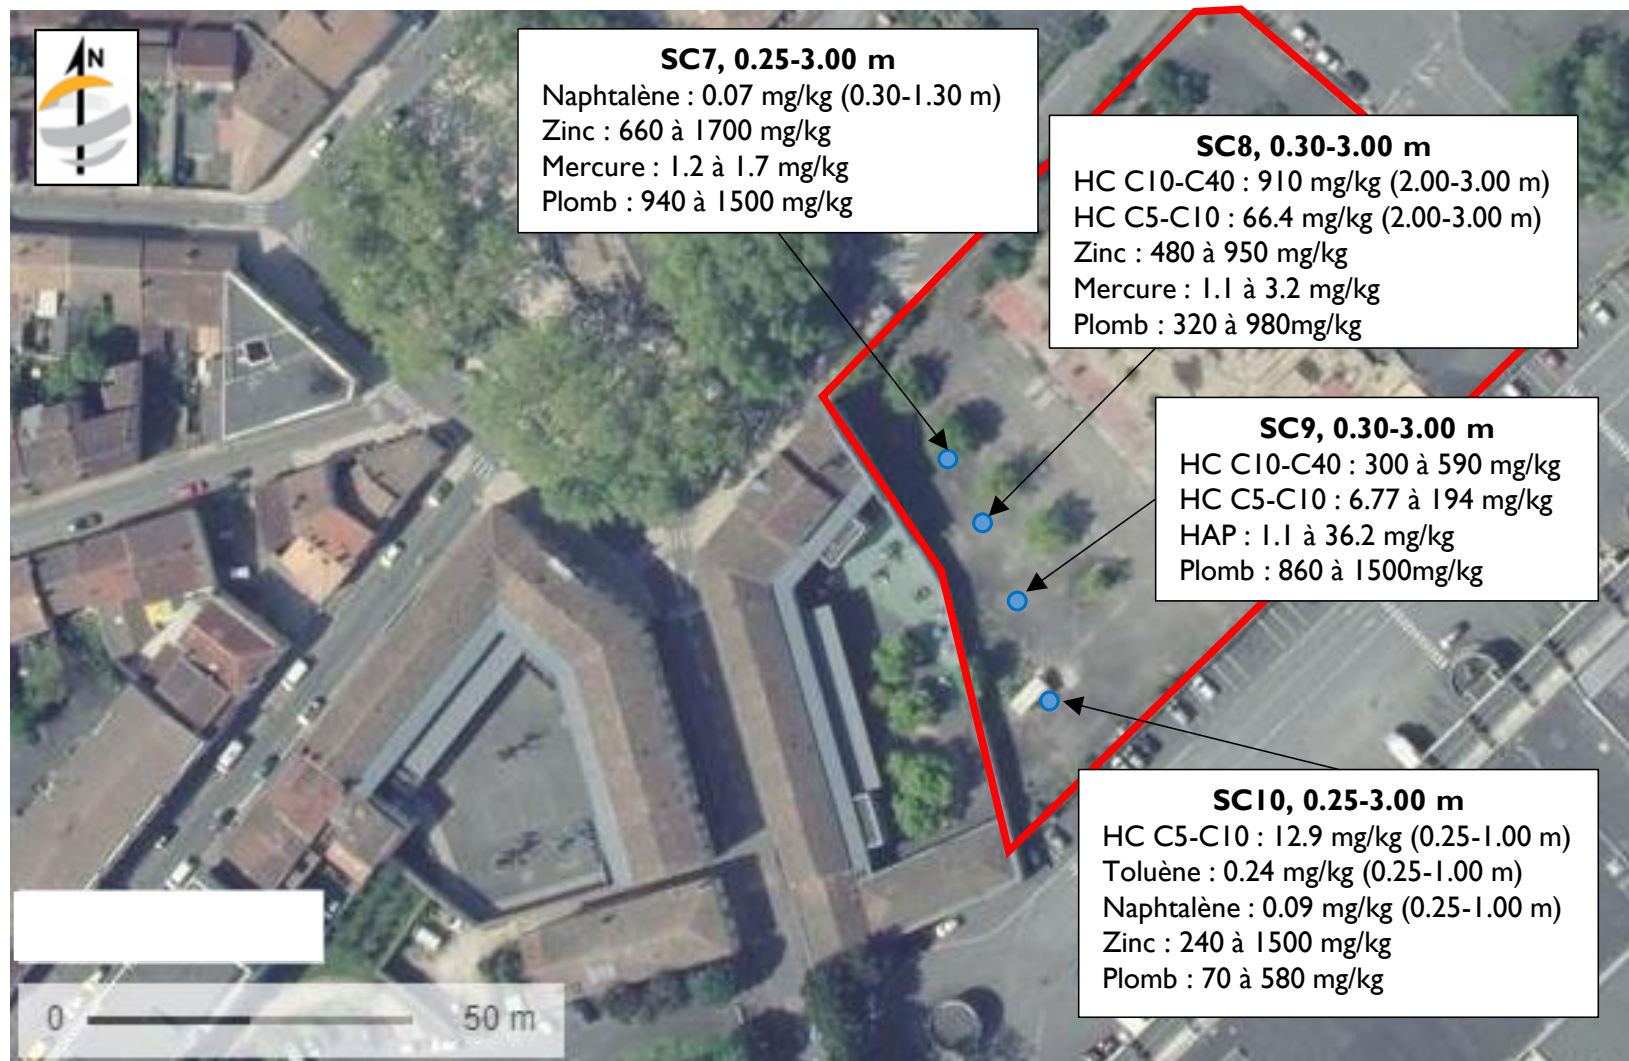 N
SC7, 0.25-3.00 m
Naphtalène : 0.07 mg/kg (0.30-1.30 m)
Zinc : 660 à 1700 mg/kg
Mercure : 1.2 à 1.7 mg/kg
Plomb : 940 à 1500 mg/kg
SC8, 0.30-3.00 m
HC C10-C40 : 910 mg/kg (2.00-3.00 m)
HC C5-C10 : 66.4 mg/kg (2.00-3.00 m)
Zinc : 480 à 950 mg/kg
Mercure : 1.1 à 3.2 mg/kg
Plomb : 320 à 980mg/kg
SC9, 0.30-3.00 m
HC C10-C40 : 300 à 590 mg/kg
HC C5-C10 : 6.77 à 194 mg/kg
HAP : 1.1 à 36.2 mg/kg
Plomb : 860 à 1500mg/kg
SC10, 0.25-3.00 m
HC C5-C10 : 12.9 mg/kg (0.25-1.00 m)
Toluène : 0.24 mg/kg (0.25-1.00 m)
Naphtalène : 0.09 mg/kg (0.25-1.00 m)
Zinc : 240 à 1500 mg/kg
Plomb : 70 à 580 mg/kg
0 50 m